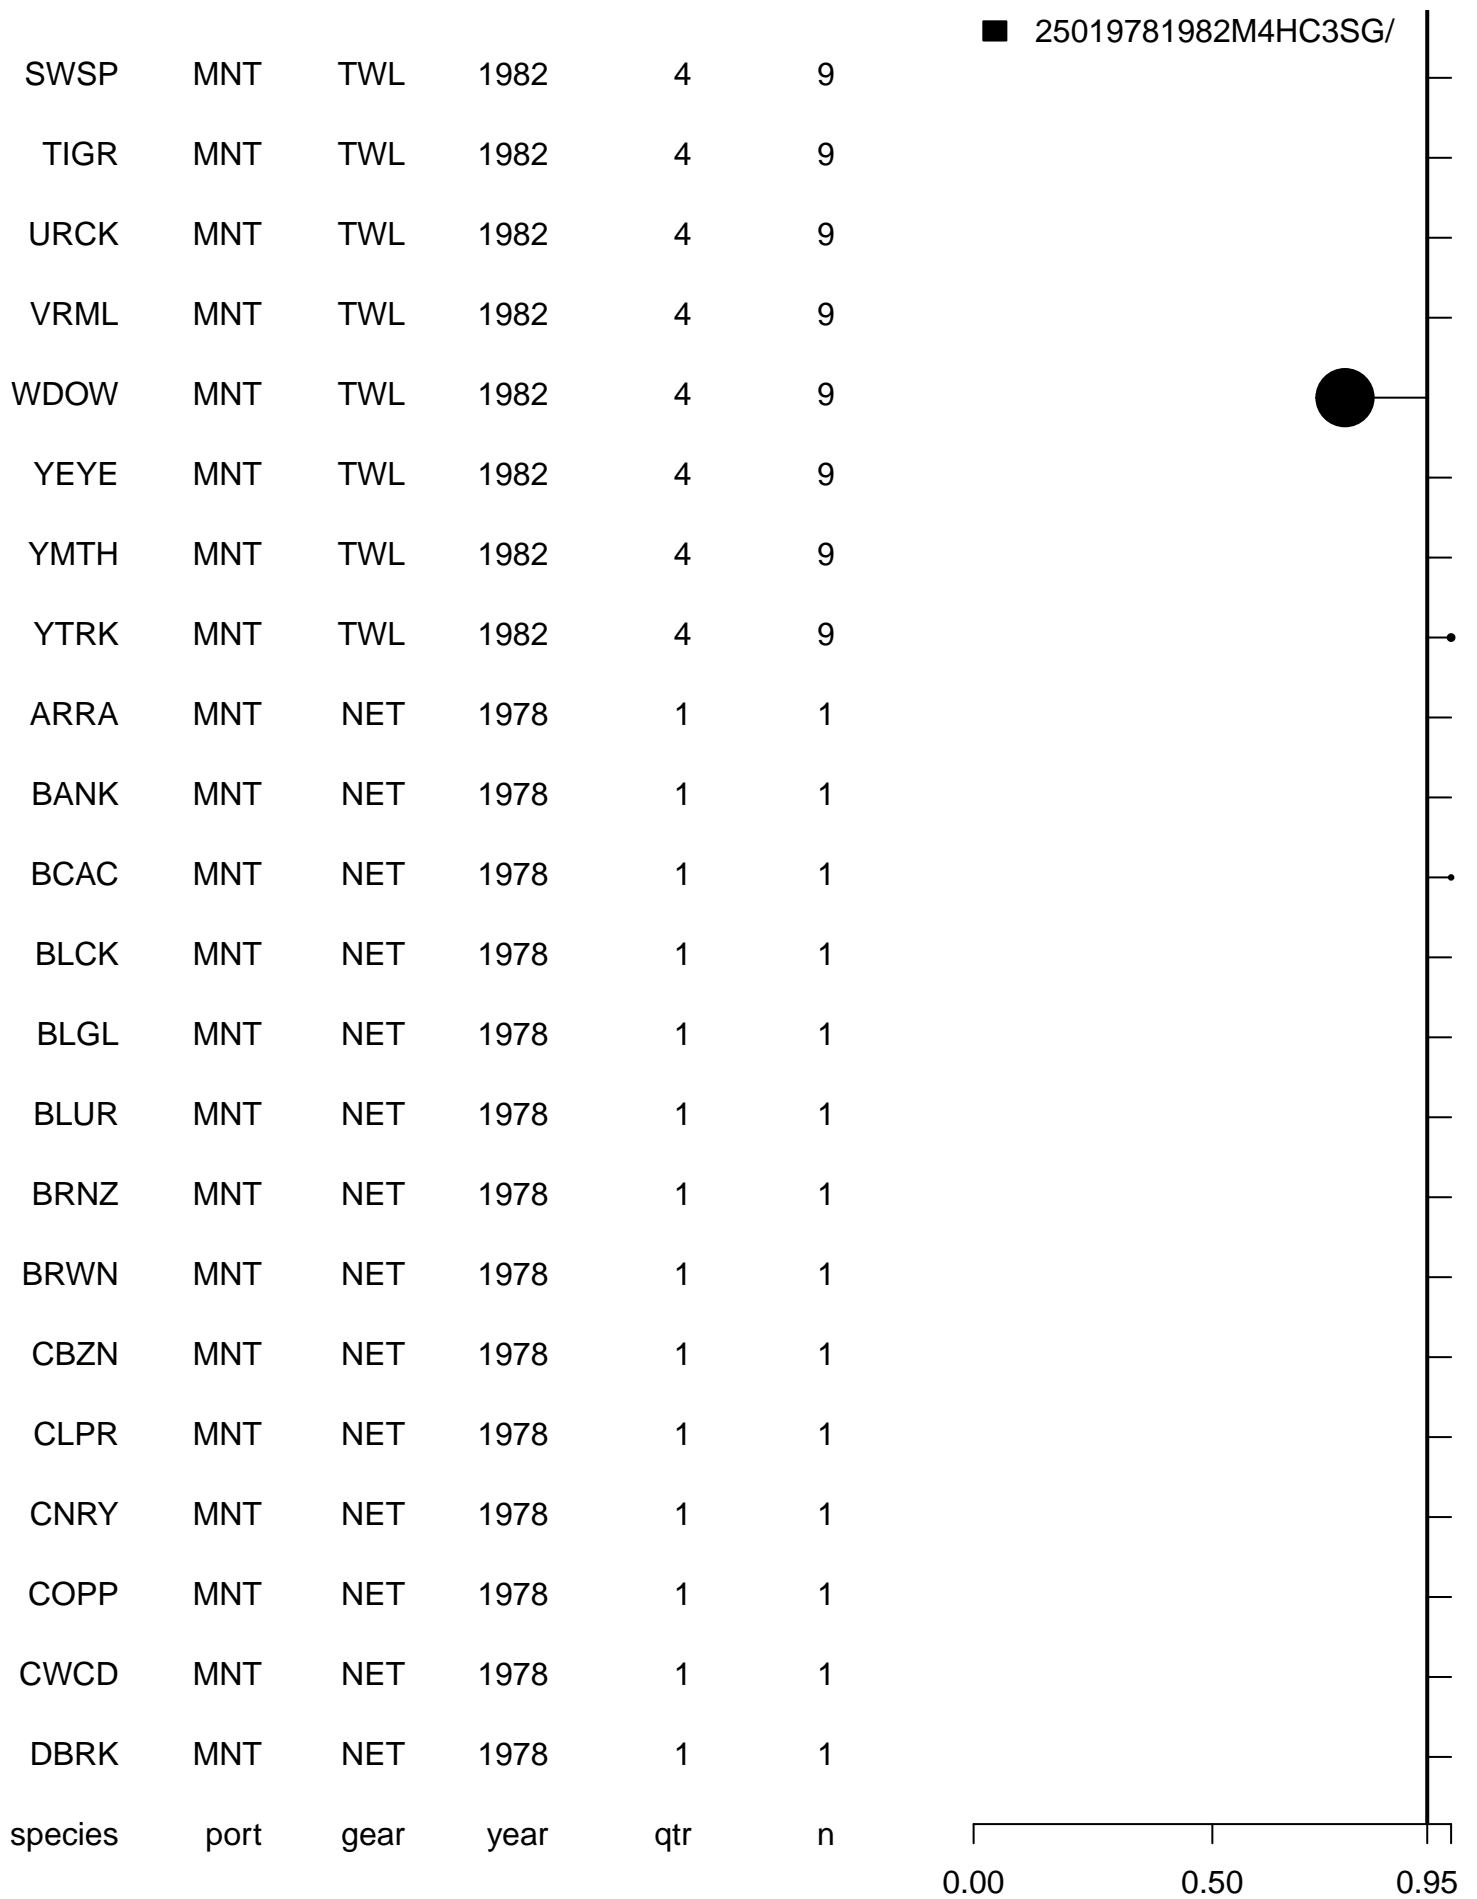 25019781982M4HC3SG/
SWSP MNT TWL 1982 4 9
TIGR MNT TWL 1982 4 9
URCK MNT TWL 1982 4 9
VRML MNT TWL 1982 4 9
WDOW MNT TWL 1982 4 9
YEYE MNT TWL 1982 4 9
YMTH MNT TWL 1982 4 9
YTRK MNT TWL 1982 4 9
ARRA MNT NET 1978 1 1
BANK MNT NET 1978 1 1
BCAC MNT NET 1978 1 1
BLCK MNT NET 1978 1 1
BLGL MNT NET 1978 1 1
BLUR MNT NET 1978 1 1
BRNZ MNT NET 1978 1 1
BRWN MNT NET 1978 1 1
CBZN MNT NET 1978 1 1
CLPR MNT NET 1978 1 1
CNRY MNT NET 1978 1 1
COPP MNT NET 1978 1 1
CWCD MNT NET 1978 1 1
DBRK MNT NET 1978 1 1
species port gear year qtr n
0.00 0.50 0.95